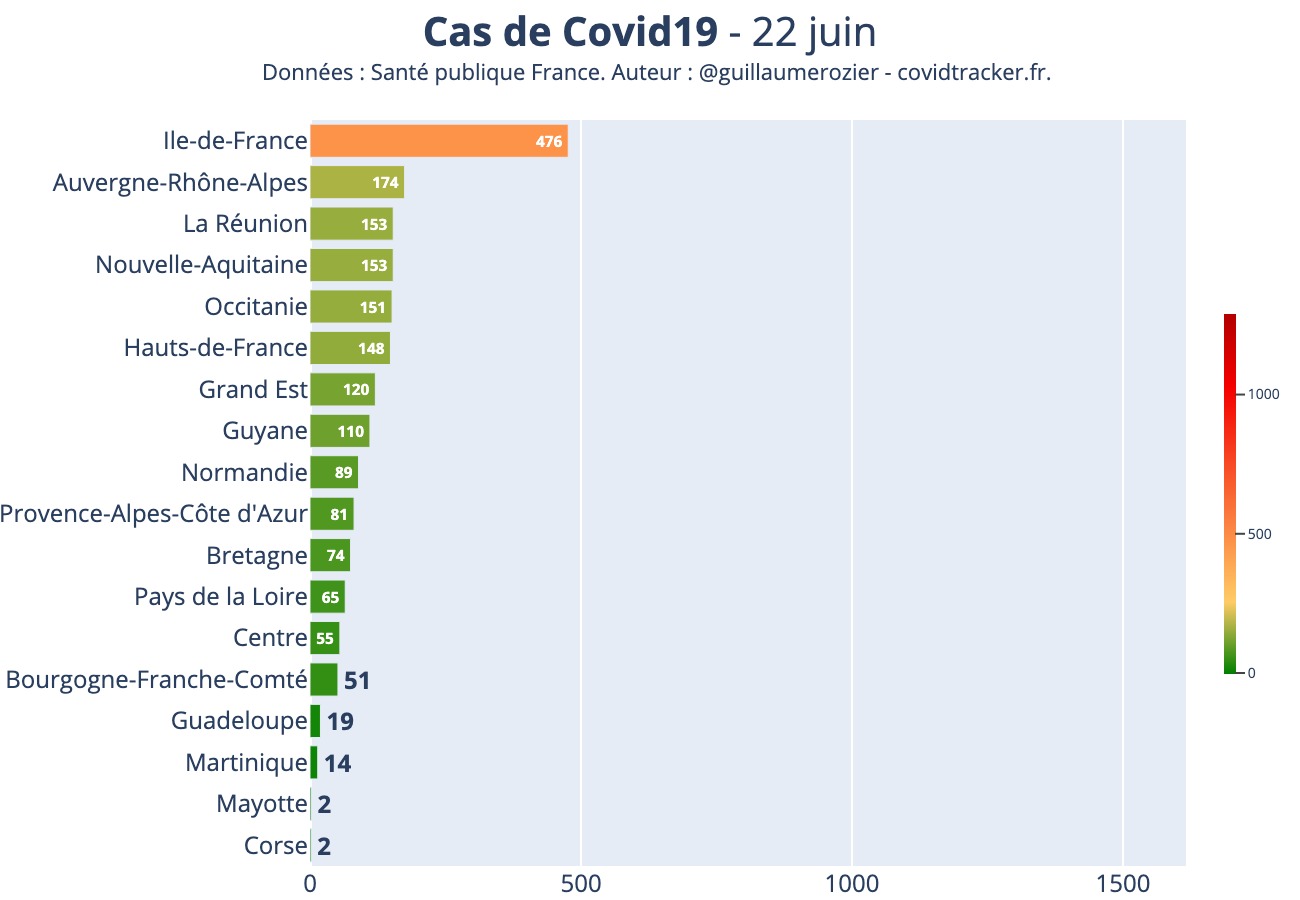 Cas de Covid19 - 22 juin
Données : Santé publique France. Auteur : @guillaumerozier - covidtracker.fr.
Ile-de-France 476
Auvergne-Rhône-Alpes 174
La Réunion 153
Nouvelle-Aquitaine 153
Occitanie 151
Hauts-de-France 148
Grand Est 120
Guyane 110
Normandie 89
Provence-Alpes-Côte d'Azur 81
Bretagne 74
Pays de la Loire 65
Centre 55
Bourgogne-Franche-Comté 51
Guadeloupe 19
Martinique 14
Mayotte 2
Corse 2
0 500 1000 1500
1000
500
0